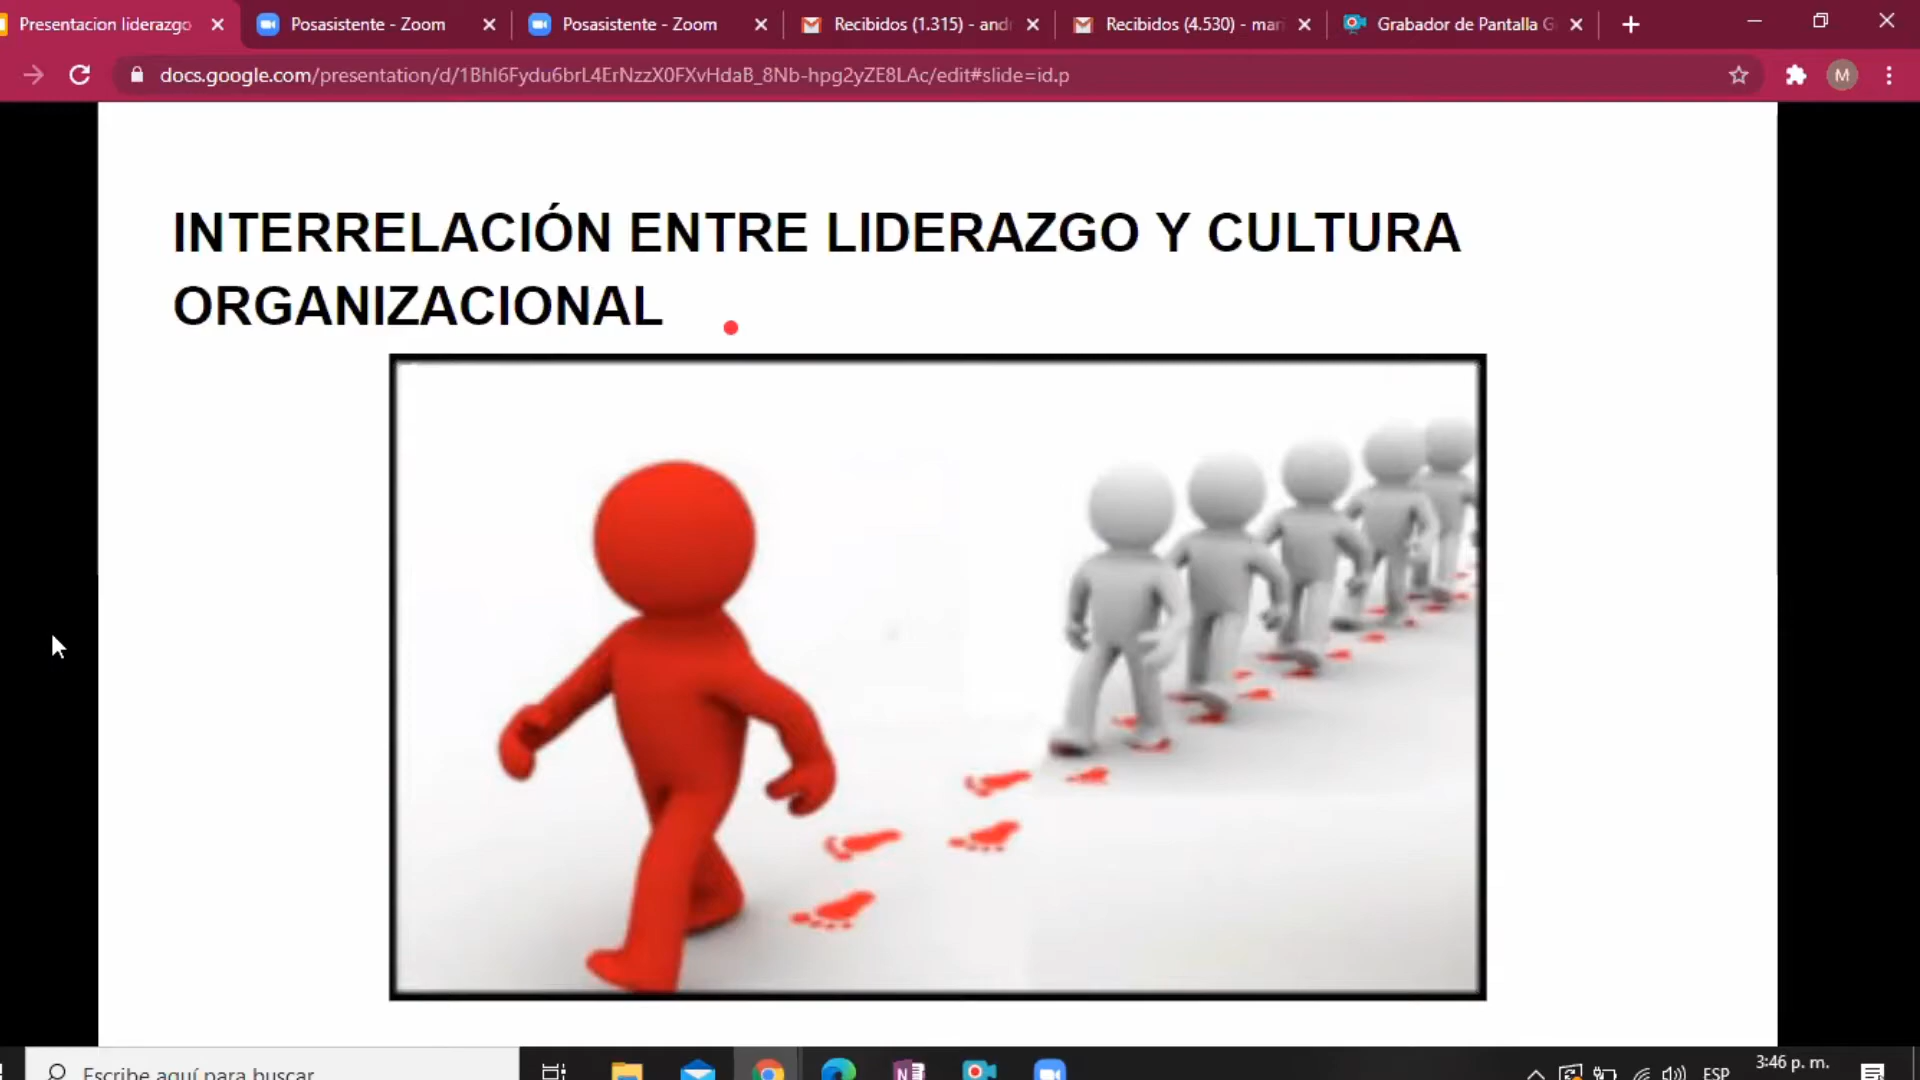 Presentacion liderazgo
Posasistente - Zoom
Posasistente - Zoom
Recibidos (1.315) - and
Recibidos (4.530) - mar
Grabador de Pantalla G
docs.google.com/presentation/d/1Bhl6Fydu6brL4ErNzzX0FXvHdaB_8Nb-hpg2yZE8LAc/edit#slide=id.p
M
INTERRELACIÓN ENTRE LIDERAZGO Y CULTURA
ORGANIZACIONAL
Escribe aquí para buscar
ESP
3:46 p. m.